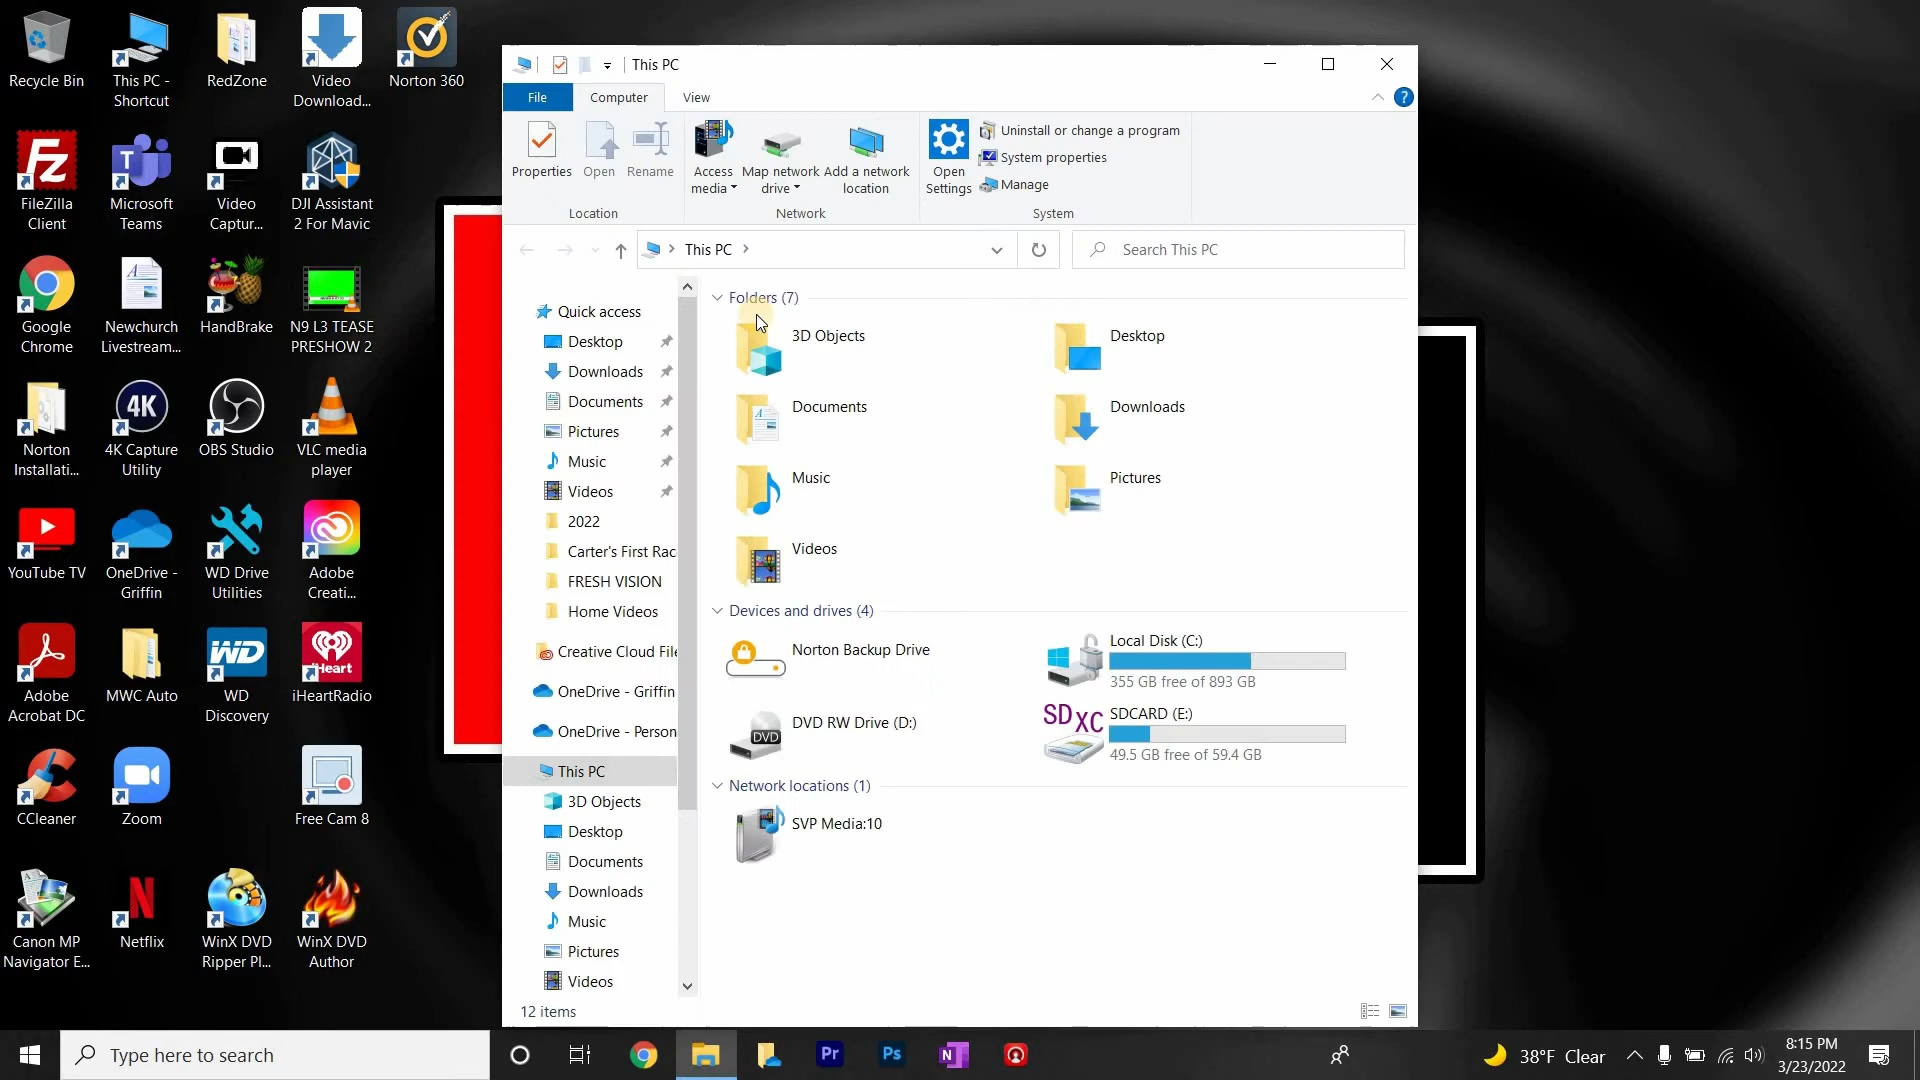 Recycle Bin
This PC -
Shortcut
RedZone
Video
Download...
Norton 360
FileZilla
Client
Microsoft
Teams
Video
Captur...
DJI Assistant
2 For Mavic
Google
Chrome
Newchurch
Livestream...
HandBrake
N9 L3 TEASE
PRESHOW 2
Norton
Installati...
4K
4K Capture
Utility
OBS Studio
VLC media
player
YouTube TV
OneDrive -
Griffin
WD Drive
Utilities
Adobe
Creati...
Adobe
Acrobat DC
MWC Auto
WD
WD
Discovery
iHeart
iHeartRadio
CCleaner
Zoom
Free Cam 8
Canon MP
Navigator E...
Netflix
WinX DVD
Ripper Pl...
WinX DVD
Author
This PC
File
Computer
View
Properties
Open
Rename
Location
Access
media
Map network
drive
Add a network
location
Network
Open
Settings
Uninstall or change a program
System properties
Manage
System
This PC
Search This PC
Quick access
Desktop
Downloads
Documents
Pictures
Music
Videos
2022
Carter's First Rac
FRESH VISION
Home Videos
Creative Cloud File
OneDrive - Griffin
OneDrive - Person
This PC
3D Objects
Desktop
Documents
Downloads
Music
Pictures
Videos
Folders (7)
3D Objects
Desktop
Documents
Downloads
Music
Pictures
Videos
Devices and drives (4)
Norton Backup Drive
Local Disk (C:)
355 GB free of 893 GB
DVD
DVD RW Drive (D:)
SDXC
SDCARD (E:)
49.5 GB free of 59.4 GB
Network locations (1)
SVP Media:10
12 items
Type here to search
Pr
Ps
N
38°F Clear
8:15 PM
3/23/2022